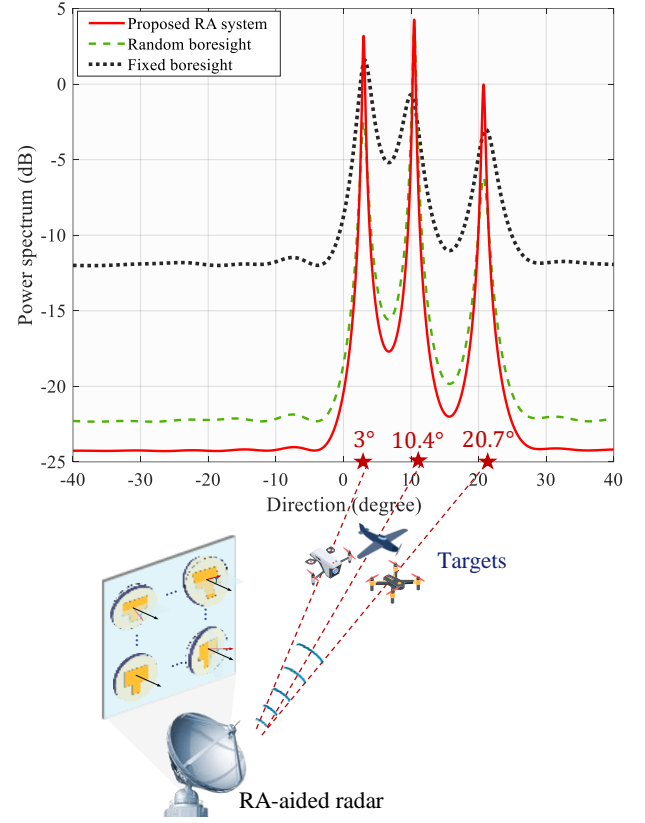 Proposed RA system
Random boresight
Fixed boresight
Power spectrum (dB)
5
0
-5
-10
-15
-20
-25
3° 10.4° 20.7°
-40 -30 -20 -10 0 10 20 30 40
Direction (degree)
Targets
RA-aided radar